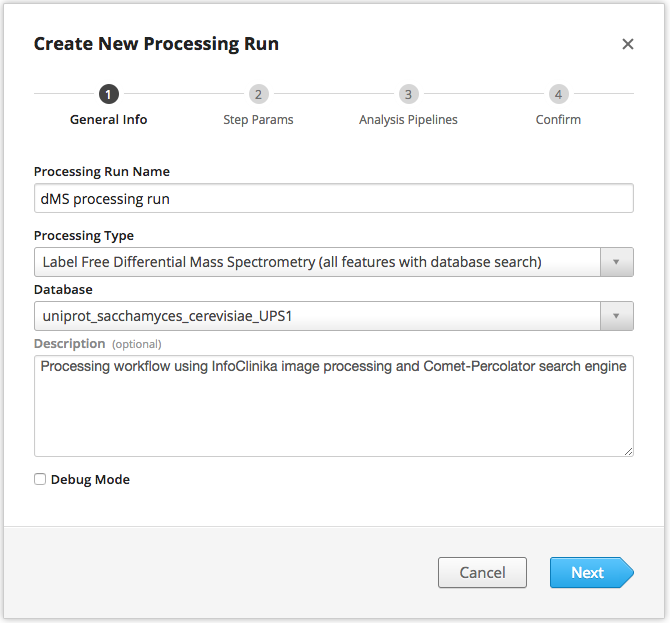 Create New Processing Run
×
1 2 3 4
General Info Step Params Analysis Pipelines Confirm
Processing Run Name
dMS processing run
Processing Type
Label Free Differential Mass Spectrometry (all features with database search)
Database
uniprot_sacchamyces_cerevisiae_UPS1
Description (optional)
Processing workflow using InfoClinika image processing and Comet-Percolator search engine
Debug Mode
Cancel Next